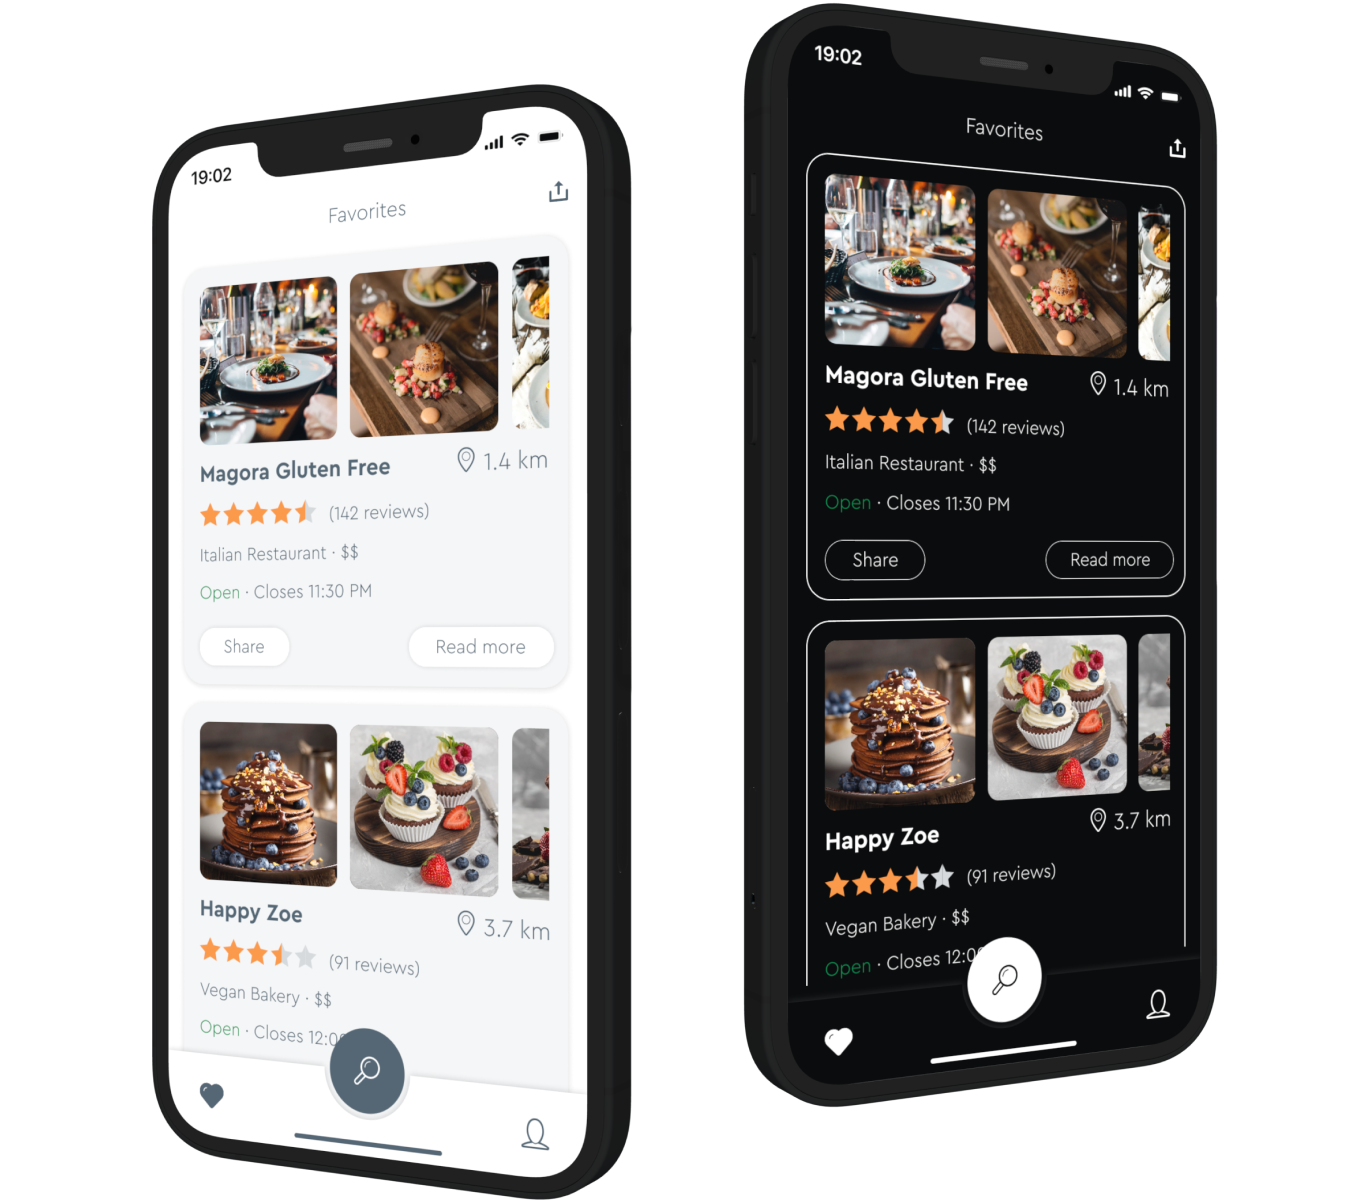 19:02
Favorites
Magora Gluten Free
1.4 km
(142 reviews)
Italian Restaurant · $$
Open · Closes 11:30 PM
Share
Read more
Happy Zoe
3.7 km
(91 reviews)
Vegan Bakery · $$
Open · Closes 12:0
19:02
Favorites
Magora Gluten Free
1.4 km
(142 reviews)
Italian Restaurant · $$
Open · Closes 11:30 PM
Share
Read more
Happy Zoe
3.7 km
(91 reviews)
Vegan Bakery · $$
Open · Closes 12:0